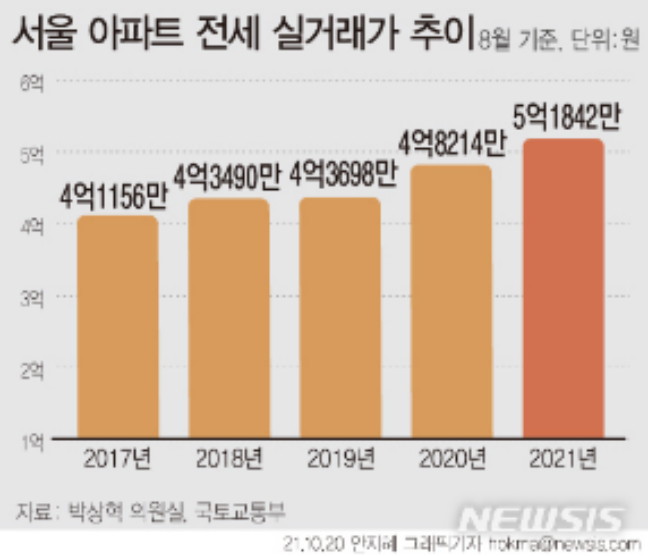 서울 아파트 전세 실거래가 추이 8월 기준, 단위:원
6억
5억
4억
3억
2억
1억
4억1156만
4억3490만
4억3698만
4억8214만
5억1842만
2017년
2018년
2019년
2020년
2021년
자료: 박상혁 의원실, 국토교통부
NEWSIS
21.10.20 안지혜 그래픽기자 hokma@newsis.com